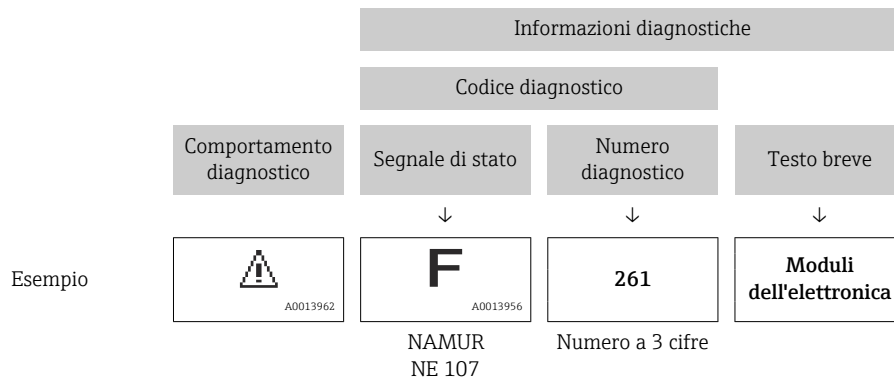 Informazioni diagnostiche
Codice diagnostico
Comportamento
diagnostico
Segnale di stato
Numero
diagnostico
Testo breve
↓ ↓ ↓
Esempio
A0013962
F
A0013956
261
Moduli
dell'elettronica
NAMUR
NE 107
Numero a 3 cifre